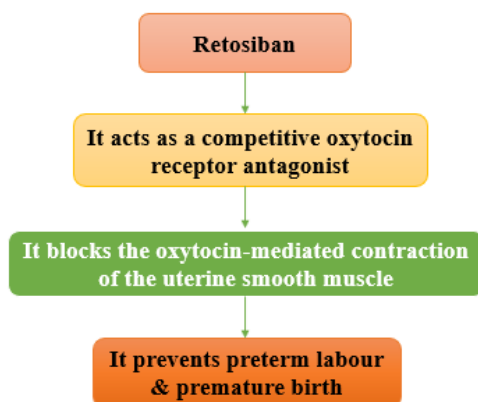 Retosiban
It acts as a competitive oxytocin
receptor antagonist
It blocks the oxytocin-mediated contraction
of the uterine smooth muscle
It prevents preterm labour
& premature birth